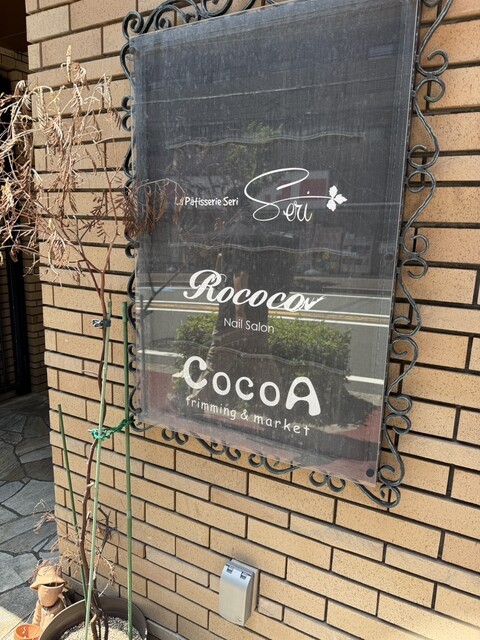 La Pâtisserie Seri Seri
Rococo
Nail Salon
cocoA
trimming & market